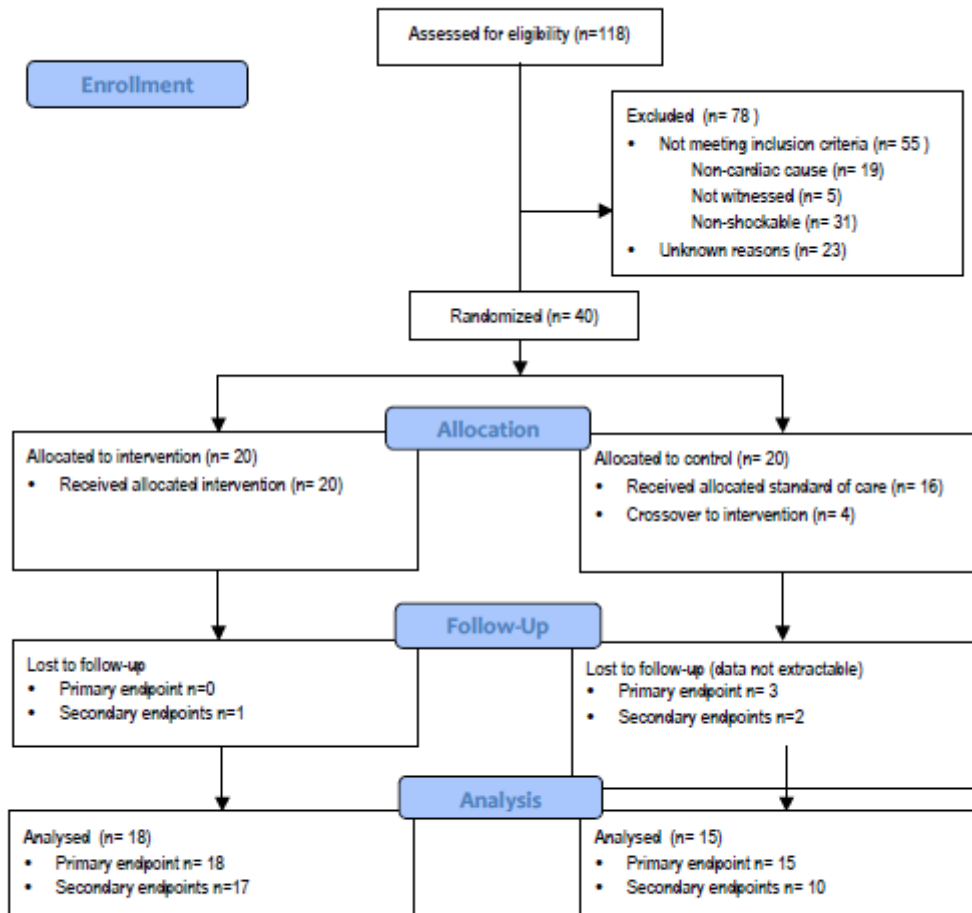 Assessed for eligibility (n=118)
Enrollment
Excluded (n= 78 )
• Not meeting inclusion criteria (n= 55 )
Non-cardiac cause (n= 19)
Not witnessed (n= 5)
Non-shockable (n= 31)
• Unknown reasons (n= 23)
Randomized (n= 40)
Allocation
Allocated to intervention (n= 20)
• Received allocated intervention (n= 20)
Allocated to control (n= 20)
• Received allocated standard of care (n= 16)
• Crossover to intervention (n= 4)
Follow-Up
Lost to follow-up
• Primary endpoint n=0
• Secondary endpoints n=1
Lost to follow-up (data not extractable)
• Primary endpoint n= 3
• Secondary endpoints n=2
Analysis
Analysed (n= 18)
• Primary endpoint n= 18
• Secondary endpoints n=17
Analysed (n= 15)
• Primary endpoint n= 15
• Secondary endpoints n= 10